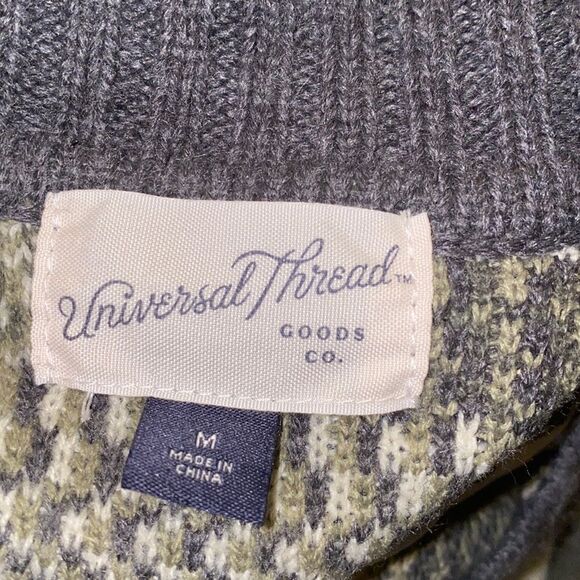 Universal Thread™
GOODS
CO.
M
MADE IN
CHINA